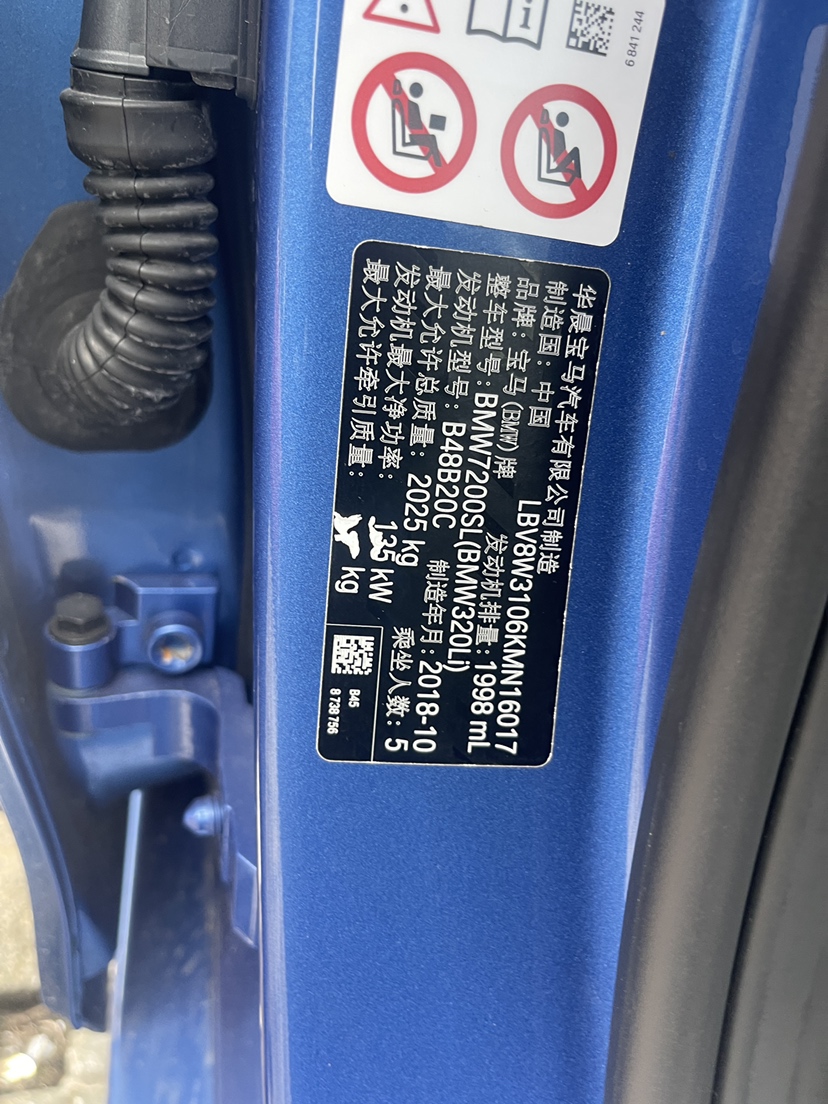 6 841 244
华晨宝马汽车有限公司制造
制造国：中国 LBV8W3106KMN16017
品牌：宝马(BMW)牌 发动机排量：1998 mL
整车型号：BMW7200SL(BMW320Li)
发动机型号：B48B20C 制造年月：2018-10
最大允许总质量：2025 kg 乘坐人数：5
发动机最大净功率：135 kW
最大允许牵引质量： kg
B45
8 738 756